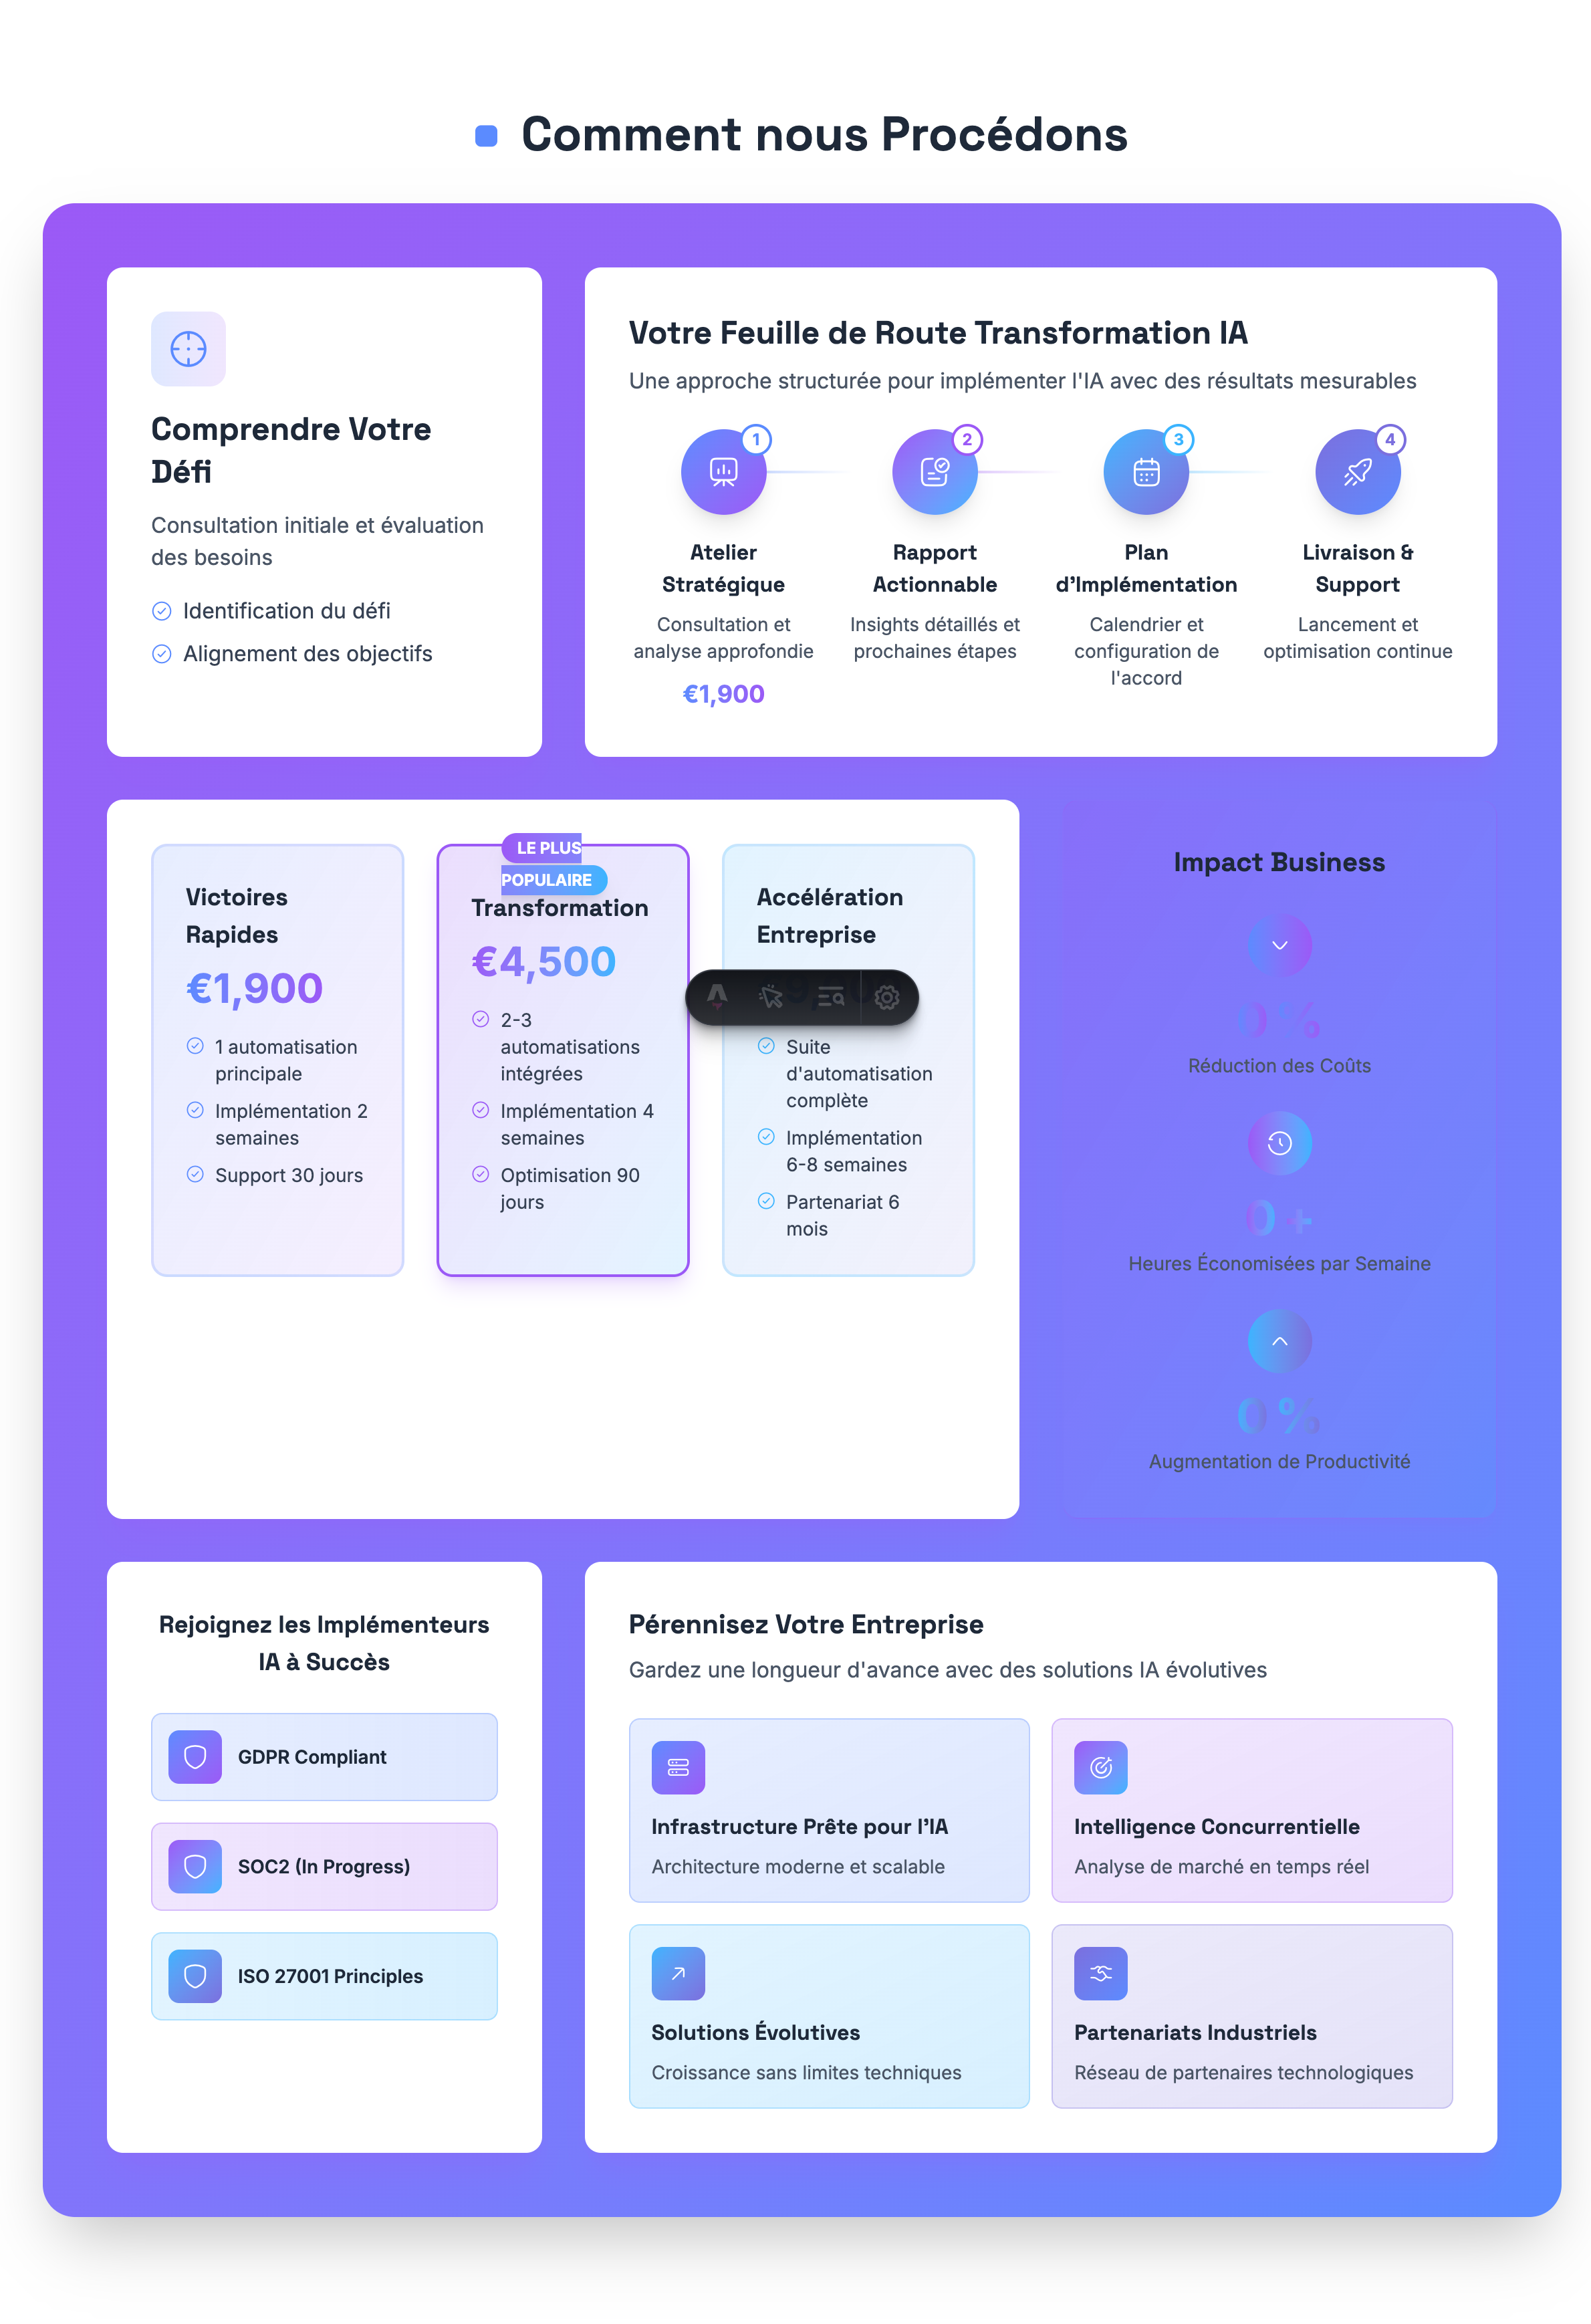 Comment nous Procédons
Comprendre Votre
Défi
Consultation initiale et évaluation
des besoins
Identification du défi
Alignement des objectifs
Votre Feuille de Route Transformation IA
Une approche structurée pour implémenter l'IA avec des résultats mesurables
1
Atelier
Stratégique
Consultation et
analyse approfondie
€1,900
2
Rapport
Actionnable
Insights détaillés et
prochaines étapes
3
Plan
d'Implémentation
Calendrier et
configuration de
l'accord
4
Livraison &
Support
Lancement et
optimisation continue
Victoires
Rapides
€1,900
1 automatisation
principale
Implémentation 2
semaines
Support 30 jours
LE PLUS
POPULAIRE
Transformation
€4,500
2-3
automatisations
intégrées
Implémentation 4
semaines
Optimisation 90
jours
Accélération
Entreprise
Suite
d'automatisation
complète
Implémentation
6-8 semaines
Partenariat 6
mois
Impact Business
0%
Réduction des Coûts
0+
Heures Économisées par Semaine
0%
Augmentation de Productivité
Rejoignez les Implémenteurs
IA à Succès
GDPR Compliant
SOC2 (In Progress)
ISO 27001 Principles
Pérennisez Votre Entreprise
Gardez une longueur d'avance avec des solutions IA évolutives
Infrastructure Prête pour l'IA
Architecture moderne et scalable
Intelligence Concurrentielle
Analyse de marché en temps réel
Solutions Évolutives
Croissance sans limites techniques
Partenariats Industriels
Réseau de partenaires technologiques